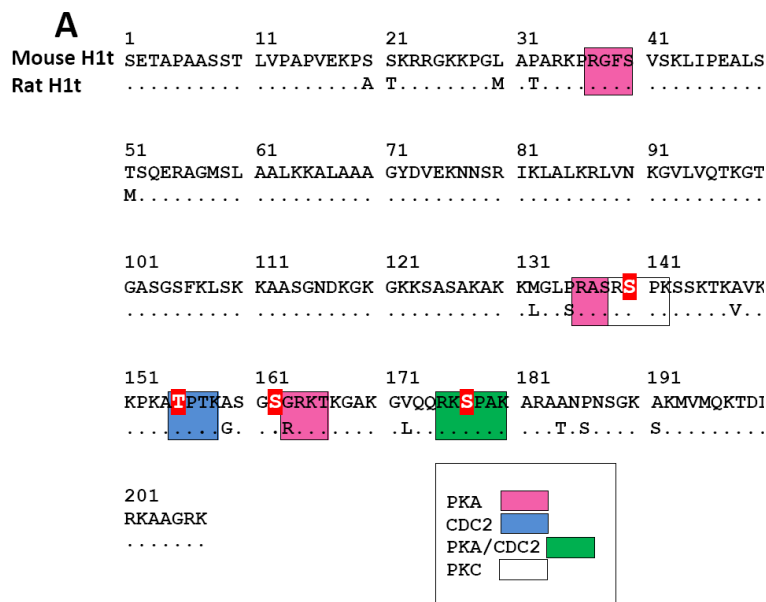 A
1 11 21 31 41
Mouse H1t SETAPAASST LVPAPVEKPS SKRRGKKPGL APARKPRGFS VSKLIPEALS
Rat H1t .......... .........A T........M .T........ ..........
51 61 71 81 91
TSQERAGMSL AALKKALAAA GYDVEKNNSR IKLALKRLVN KGVLVQTKGT
M......... .......... .......... .......... ..........
101 111 121 131 141
GASGSFKLSK KAASGNDKGK GKKSASAKAK KMGLPRASRS PKSSKTKAVK
.......... .......... .......... .L..S..... .......V..
151 161 171 181 191
KPKATPTKAS GSGRKTKGAK GVQQRKSPAK ARAANPNSGK AKMVMQKTDI
........G. ..R....... .L........ ...T.S.... S.........
201
RKAAGRK
.......
PKA
CDC2
PKA/CDC2
PKC